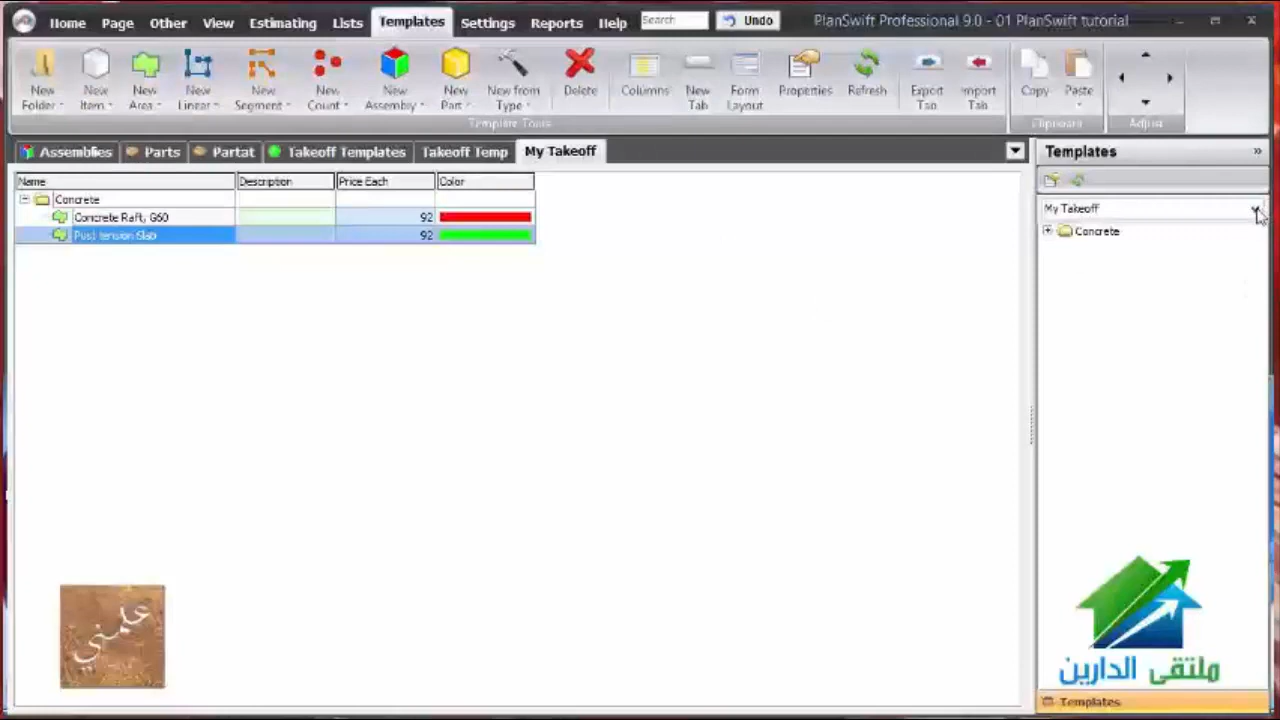 Home Page Other View Estimating Lists Templates Settings Reports Help Search Undo PlanSwift Professional 9.0 - 01 PlanSwift tutorial
New Folder
New Item
New Area
New Linear
New Segment
New Count
New Assembly
New Part
New from Type
Delete
Columns
New Tab
Form Layout
Properties
Refresh
Export Tab
Import Tab
Copy
Paste
Template Tools
Clipboard
Adjust
Assemblies Parts Partat Takeoff Templates Takeoff Temp My Takeoff
Name Description Price Each Color
Concrete
Concrete Raft, G60 92
Post tension Slab 92
Templates
My Takeoff
Concrete
علمني
ملتقى الدارين
Templates